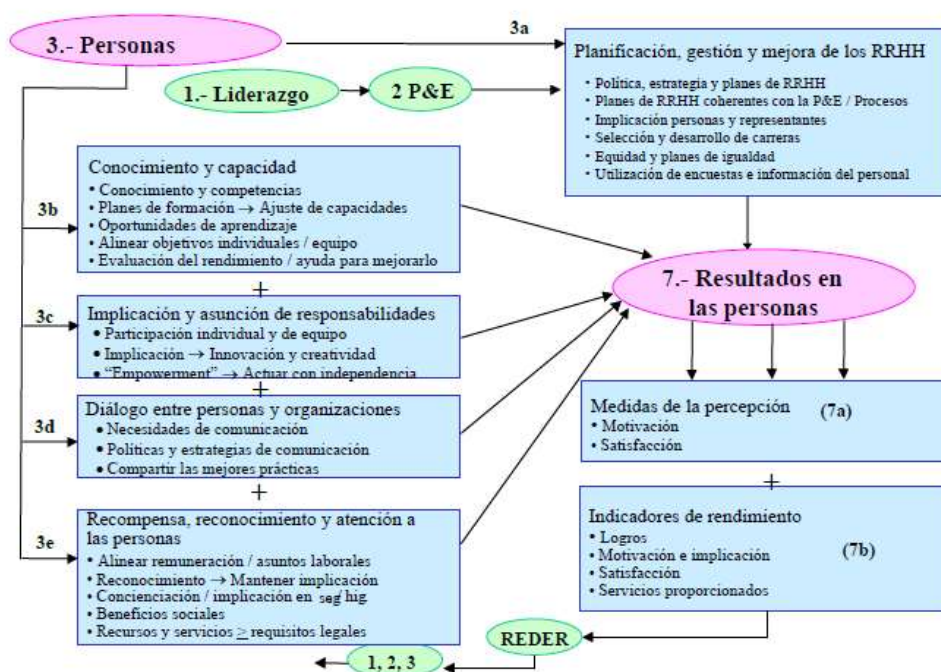 3.- Personas
3a
Planificación, gestión y mejora de los RRHH
• Política, estrategia y planes de RRHH
• Planes de RRHH coherentes con la P&E / Procesos
• Implicación personas y representantes
• Selección y desarrollo de carreras
• Equidad y planes de igualdad
• Utilización de encuestas e información del personal
1.- Liderazgo
2 P&E
3b
Conocimiento y capacidad
• Conocimiento y competencias
• Planes de formación → Ajuste de capacidades
• Oportunidades de aprendizaje
• Alinear objetivos individuales / equipo
• Evaluación del rendimiento / ayuda para mejorarlo
+
3c
Implicación y asunción de responsabilidades
• Participación individual y de equipo
• Implicación → Innovación y creatividad
• “Empowerment” → Actuar con independencia
+
3d
Diálogo entre personas y organizaciones
• Necesidades de comunicación
• Políticas y estrategias de comunicación
• Compartir las mejores prácticas
+
3e
Recompensa, reconocimiento y atención a
las personas
• Alinear remuneración / asuntos laborales
• Reconocimiento → Mantener implicación
• Concienciación / implicación en seg/ hig
• Beneficios sociales
• Recursos y servicios ≥ requisitos legales
7.- Resultados en
las personas
Medidas de la percepción (7a)
• Motivación
• Satisfacción
+
Indicadores de rendimiento
(7b)
• Logros
• Motivación e implicación
• Satisfacción
• Servicios proporcionados
REDER
1, 2, 3